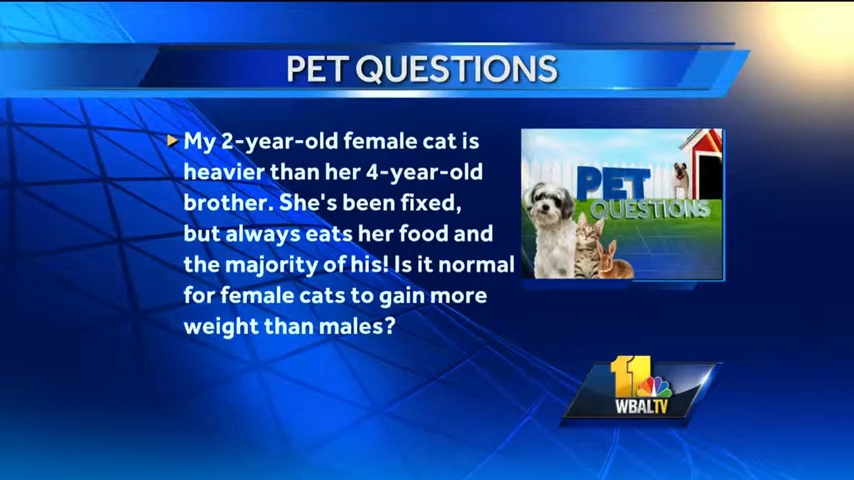 PET QUESTIONS
My 2-year-old female cat is
heavier than her 4-year-old
brother. She's been fixed,
but always eats her food and
the majority of his! Is it normal
for female cats to gain more
weight than males?
PET
QUESTIONS
11
WBALTV